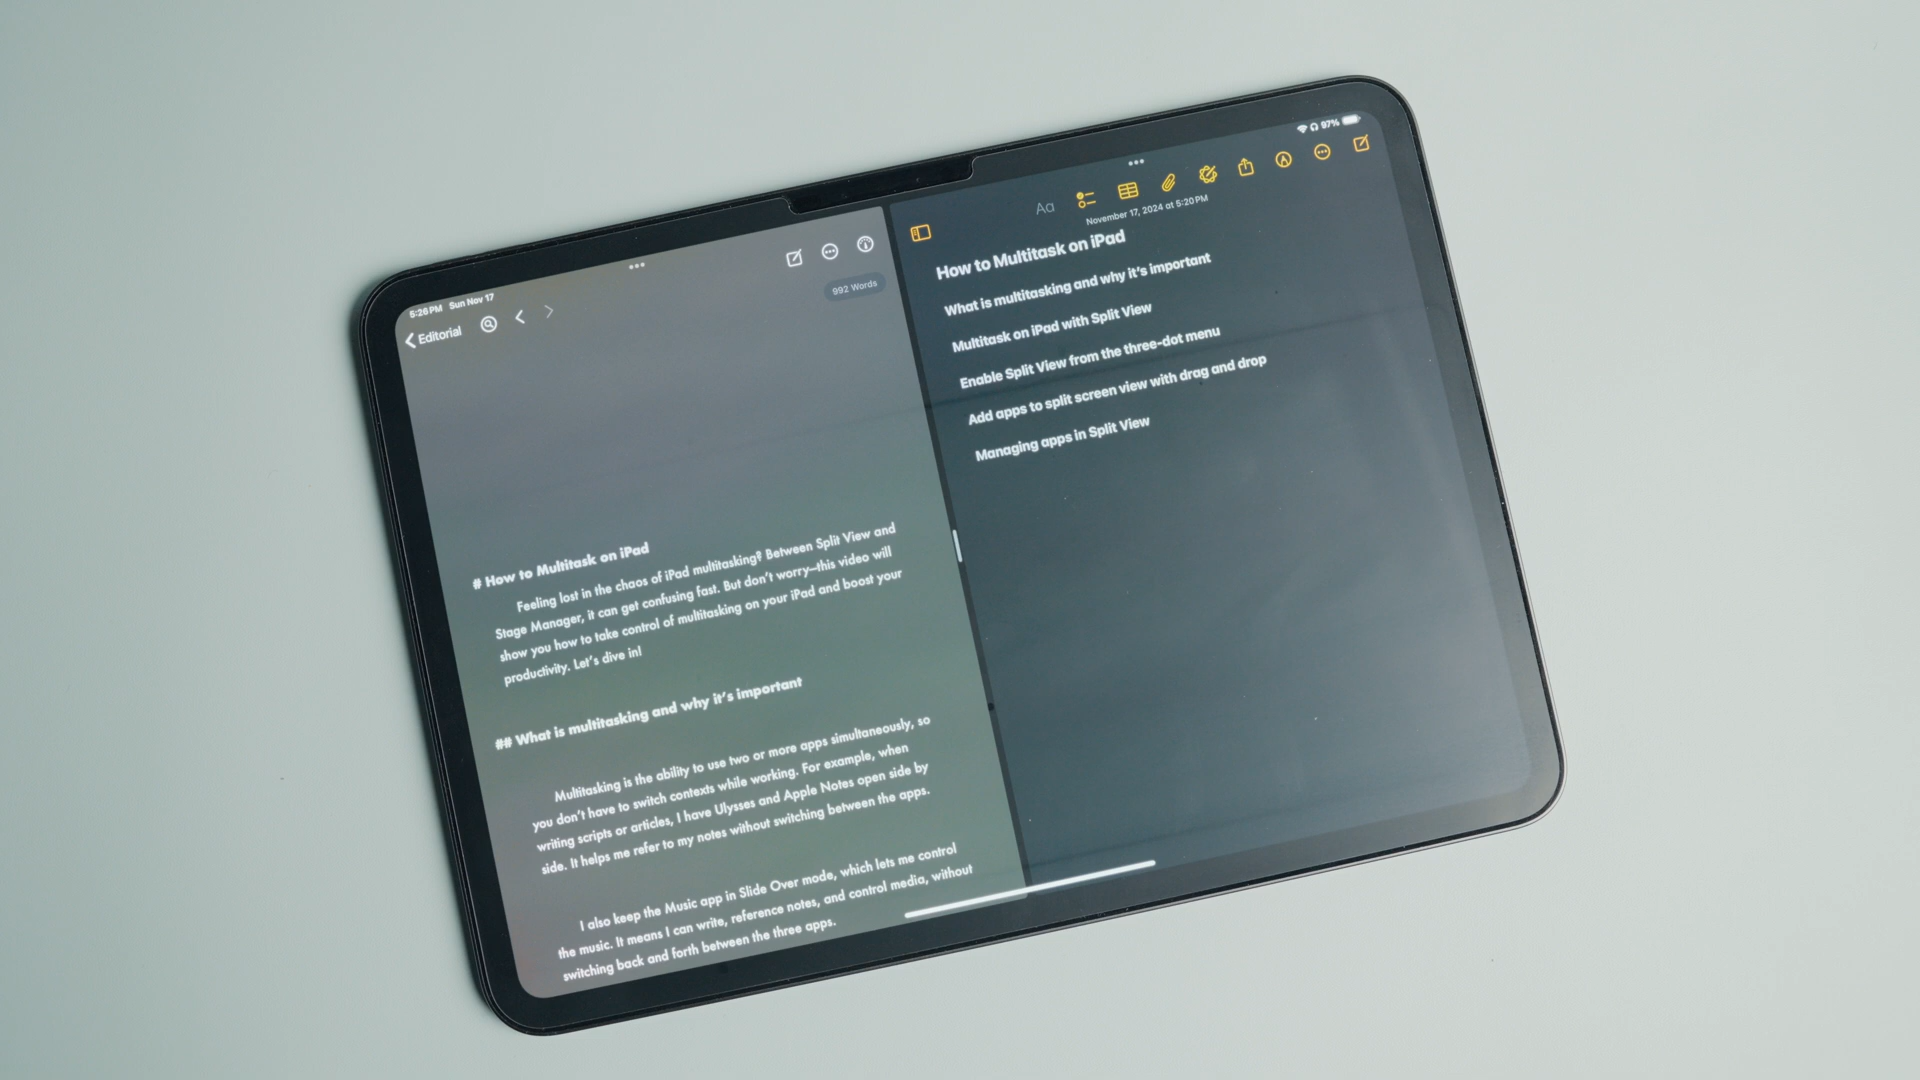 5:26 PM Sun Nov 17
Editorial
992 Words
# How to Multitask on iPad
Feeling lost in the chaos of iPad multitasking? Between Split View and
Stage Manager, it can get confusing fast. But don't worry—this video will
show you how to take control of multitasking on your iPad and boost your
productivity. Let's dive in!
## What is multitasking and why it's important
Multitasking is the ability to use two or more apps simultaneously, so
you don't have to switch contexts while working. For example, when
writing scripts or articles, I have Ulysses and Apple Notes open side by
side. It helps me refer to my notes without switching between the apps.
I also keep the Music app in Slide Over mode, which lets me control
the music. It means I can write, reference notes, and control media, without
switching back and forth between the three apps.
97%
Aa
November 17, 2024 at 5:20 PM
How to Multitask on iPad
What is multitasking and why it's important
Multitask on iPad with Split View
Enable Split View from the three-dot menu
Add apps to split screen view with drag and drop
Managing apps in Split View